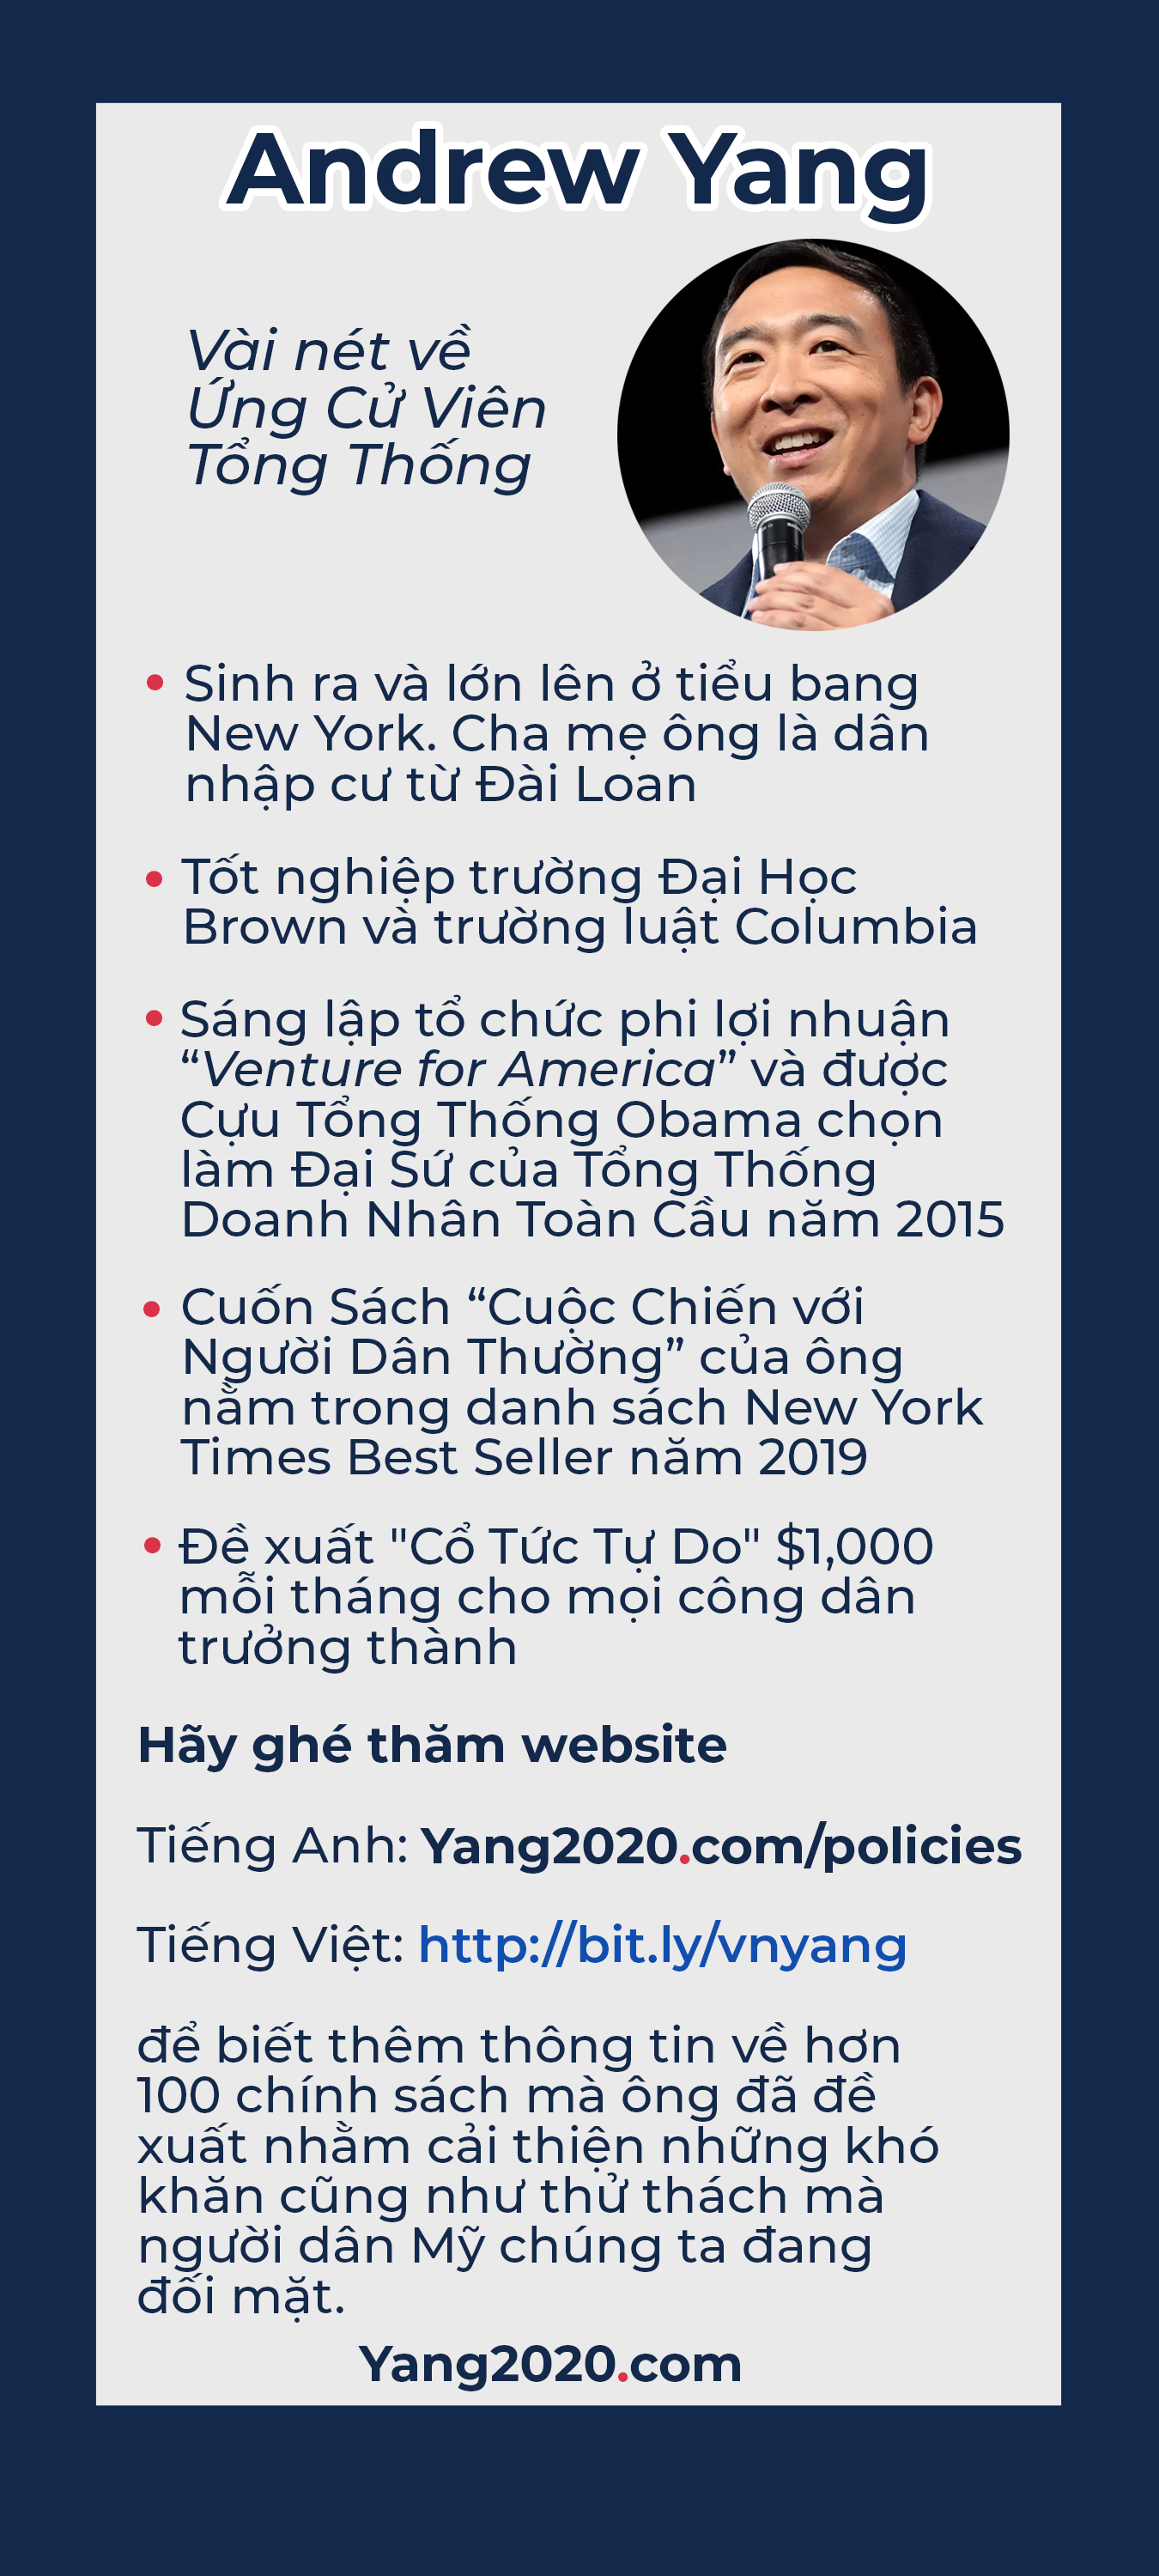 Andrew Yang
Vài nét về
Ứng Cử Viên
Tổng Thống
• Sinh ra và lớn lên ở tiểu bang
New York. Cha mẹ ông là dân
nhập cư từ Đài Loan
• Tốt nghiệp trường Đại Học
Brown và trường luật Columbia
• Sáng lập tổ chức phi lợi nhuận
“Venture for America” và được
Cựu Tổng Thống Obama chọn
làm Đại Sứ của Tổng Thống
Doanh Nhân Toàn Cầu năm 2015
• Cuốn Sách “Cuộc Chiến với
Người Dân Thường” của ông
nằm trong danh sách New York
Times Best Seller năm 2019
• Đề xuất "Cổ Tức Tự Do" $1,000
mỗi tháng cho mọi công dân
trưởng thành
Hãy ghé thăm website
Tiếng Anh: Yang2020.com/policies
Tiếng Việt: http://bit.ly/vnyang
để biết thêm thông tin về hơn
100 chính sách mà ông đã đề
xuất nhằm cải thiện những khó
khăn cũng như thử thách mà
người dân Mỹ chúng ta đang
đối mặt.
Yang2020.com